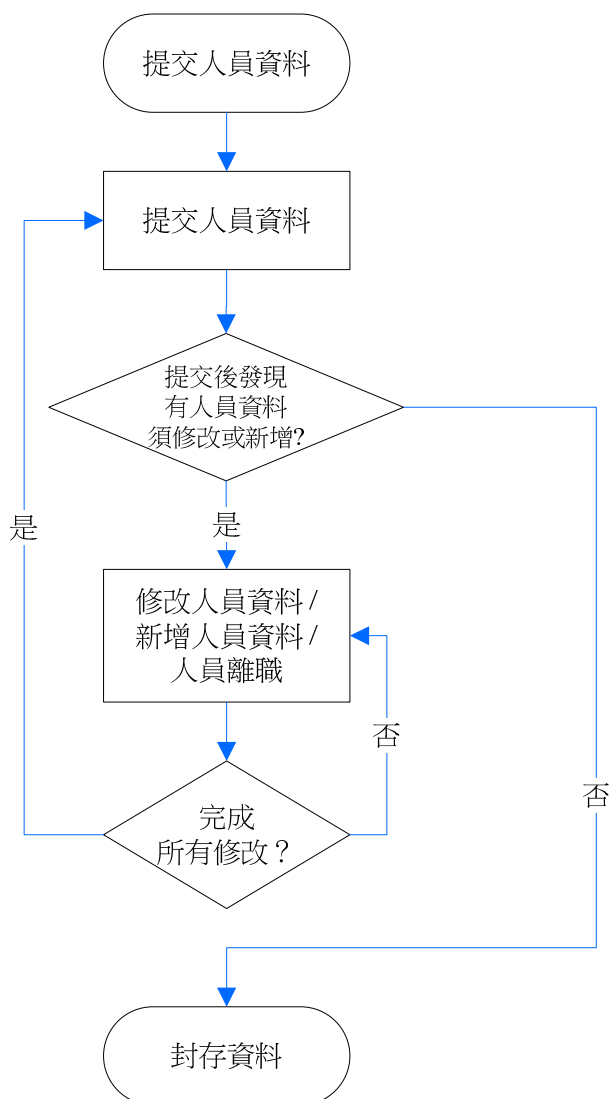 提交人員資料
提交人員資料
提交後發現
有人員資料
須修改或新增?
是
是
修改人員資料 /
新增人員資料 /
人員離職
否
否
完成
所有修改？
封存資料